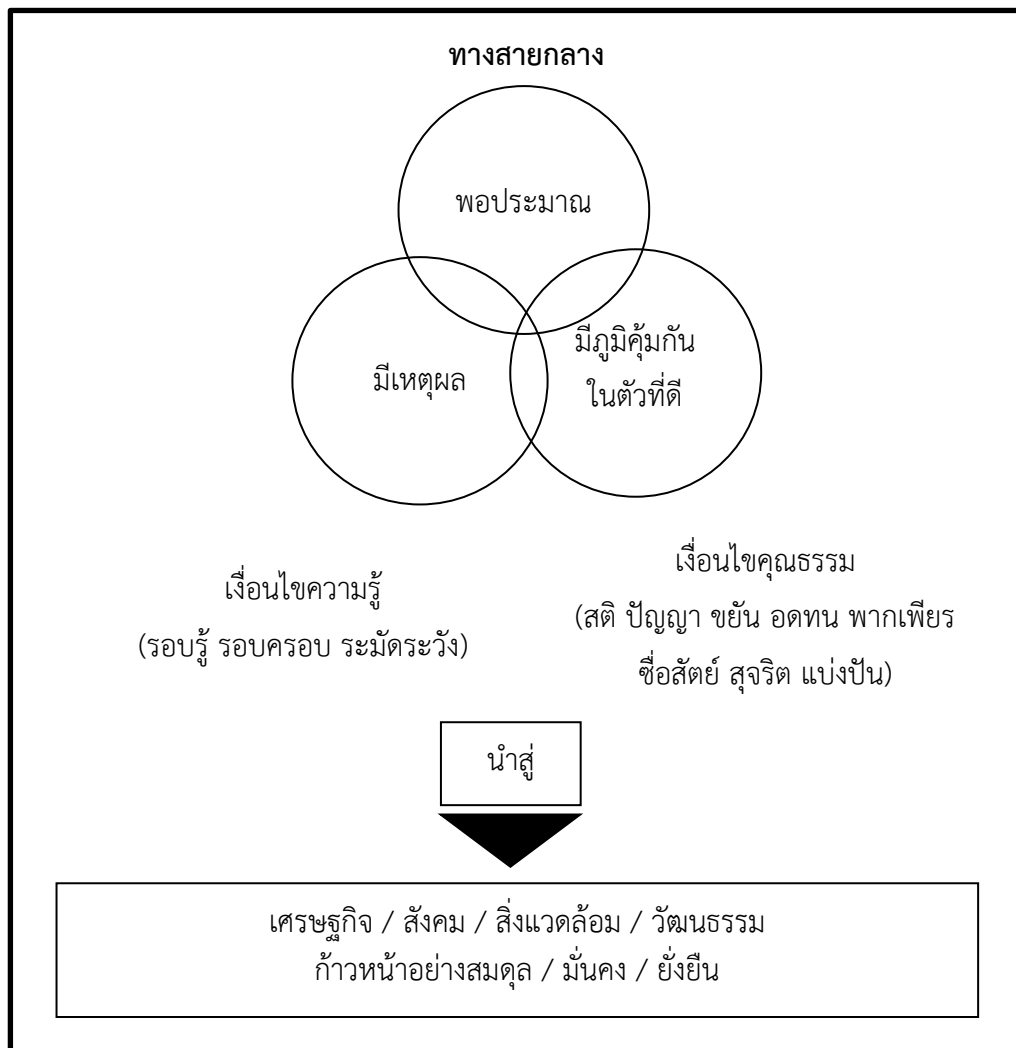 ทางสายกลาง
พอประมาณ
มีเหตุผล
มีภูมิคุ้มกัน
ในตัวที่ดี
เงื่อนไขความรู้
(รอบรู้ รอบครอบ ระมัดระวัง)
เงื่อนไขคุณธรรม
(สติ ปัญญา ขยัน อดทน พากเพียร
ซื่อสัตย์ สุจริต แบ่งปัน)
นำสู่
เศรษฐกิจ / สังคม / สิ่งแวดล้อม / วัฒนธรรม
ก้าวหน้าอย่างสมดุล / มั่นคง / ยั่งยืน